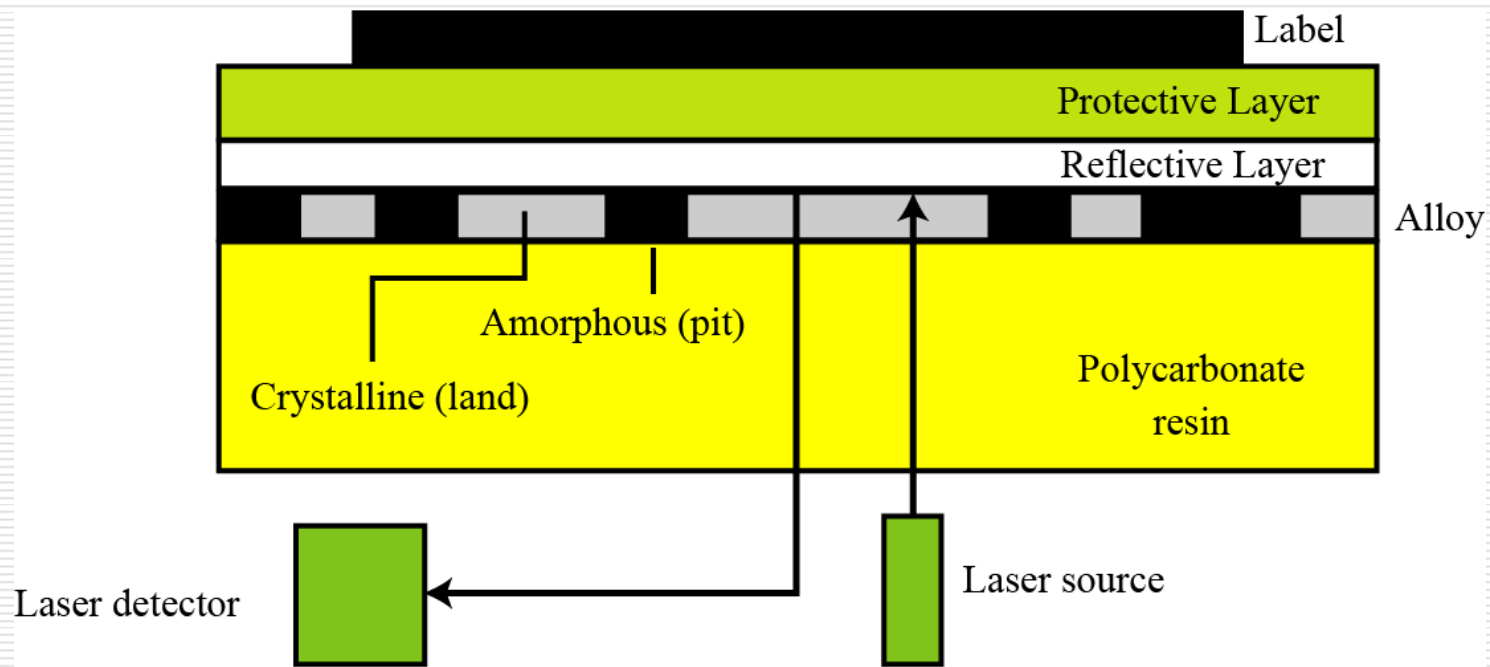 Label
Protective Layer
Reflective Layer
Alloy
Amorphous (pit)
Crystalline (land)
Polycarbonate
resin
Laser source
Laser detector